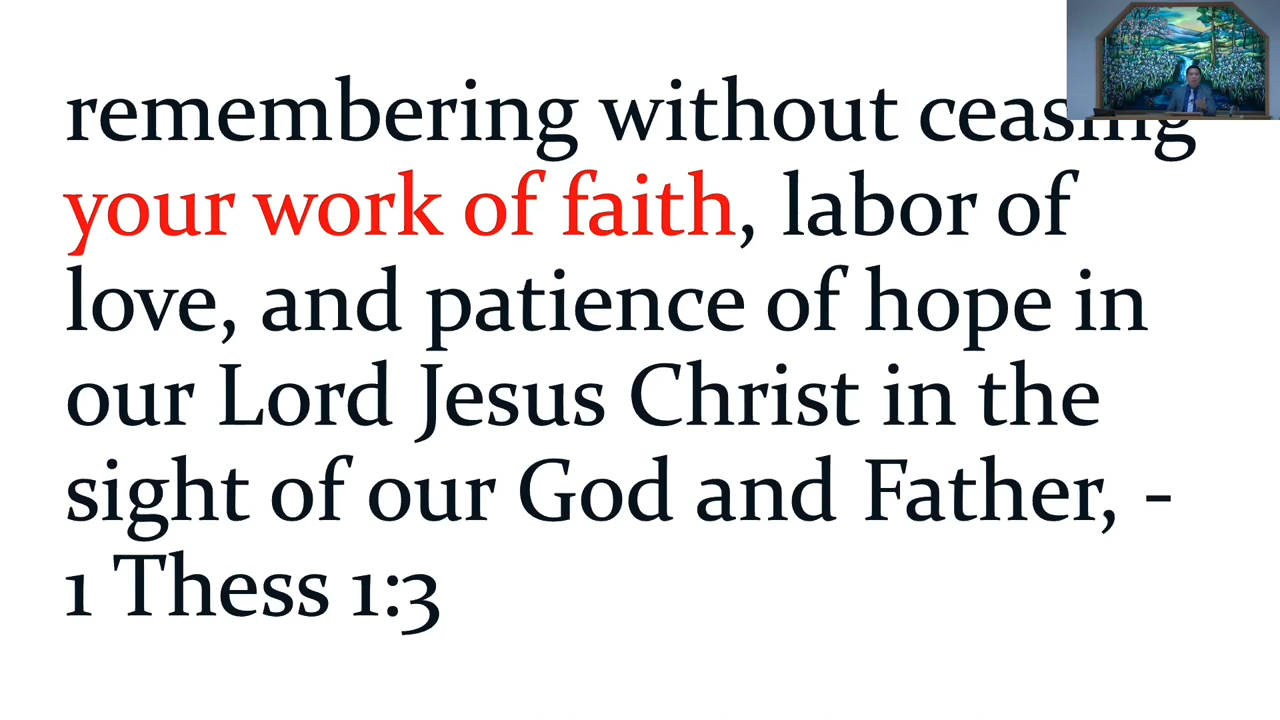 remembering without ceasing
your work of faith, labor of
love, and patience of hope in
our Lord Jesus Christ in the
sight of our God and Father, -
1 Thess 1:3